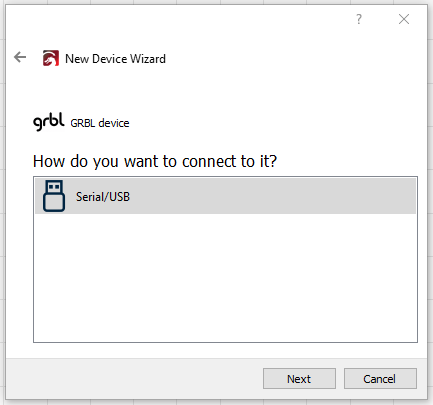 ?
New Device Wizard
grbl GRBL device
How do you want to connect to it?
Serial/USB
Next Cancel